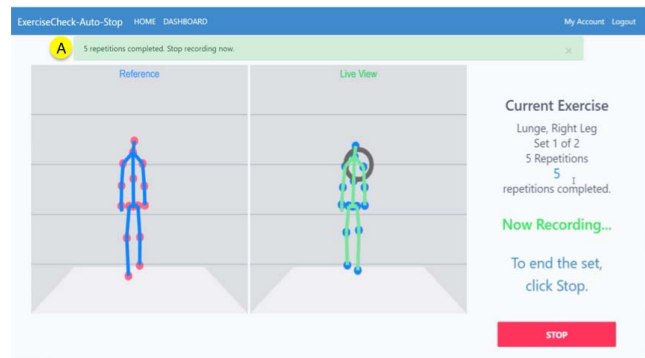 ExerciseCheck-Auto-Stop HOME DASHBOARD My Account Logout
A 5 repetitions completed. Stop recording now. ×
Reference
Live View
Current Exercise
Lunge, Right Leg
Set 1 of 2
5 Repetitions
5
repetitions completed.
Now Recording...
To end the set,
click Stop.
STOP